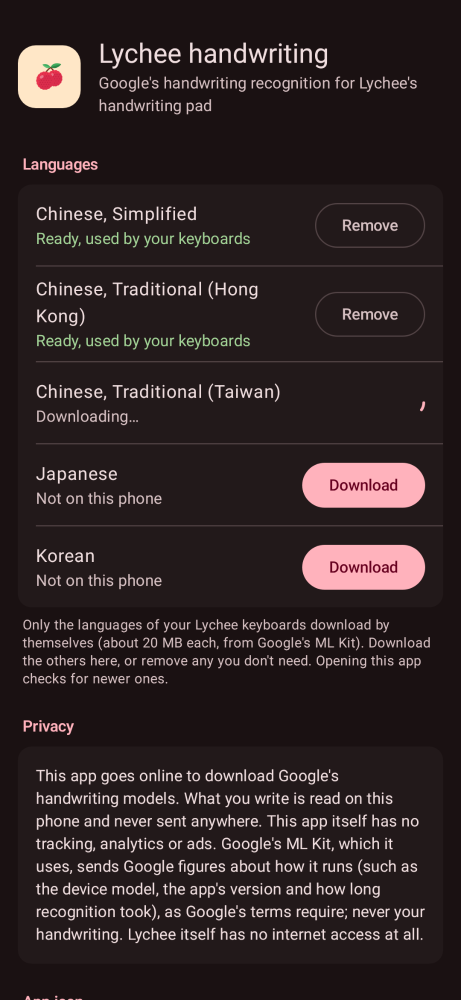 Lychee handwriting
Google's handwriting recognition for Lychee's
handwriting pad
Languages
Chinese, Simplified
Ready, used by your keyboards
Remove
Chinese, Traditional (Hong
Kong)
Ready, used by your keyboards
Remove
Chinese, Traditional (Taiwan)
Downloading…
Japanese
Not on this phone
Download
Korean
Not on this phone
Download
Only the languages of your Lychee keyboards download by
themselves (about 20 MB each, from Google's ML Kit). Download
the others here, or remove any you don't need. Opening this app
checks for newer ones.
Privacy
This app goes online to download Google's
handwriting models. What you write is read on this
phone and never sent anywhere. This app itself has no
tracking, analytics or ads. Google's ML Kit, which it
uses, sends Google figures about how it runs (such as
the device model, the app's version and how long
recognition took), as Google's terms require; never your
handwriting. Lychee itself has no internet access at all.
App icon